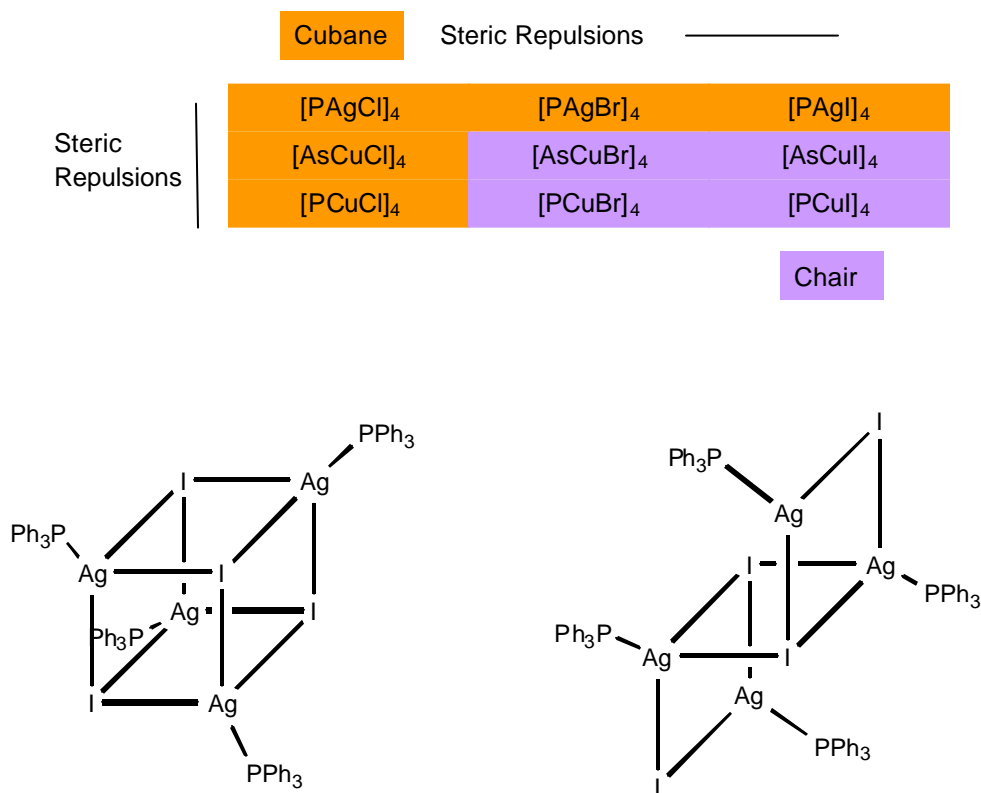 Cubane Steric Repulsions
[PAgCl]4 [PAgBr]4 [PAgI]4
Steric
Repulsions
[AsCuCl]4 [AsCuBr]4 [AsCuI]4
[PCuCl]4 [PCuBr]4 [PCuI]4
Chair
PPh3
I Ag
Ph3P
Ag I
Ag I
Ph3P
I Ag
PPh3
I
Ph3P
Ag
I Ag
PPh3
Ph3P
Ag I
Ag
PPh3
I